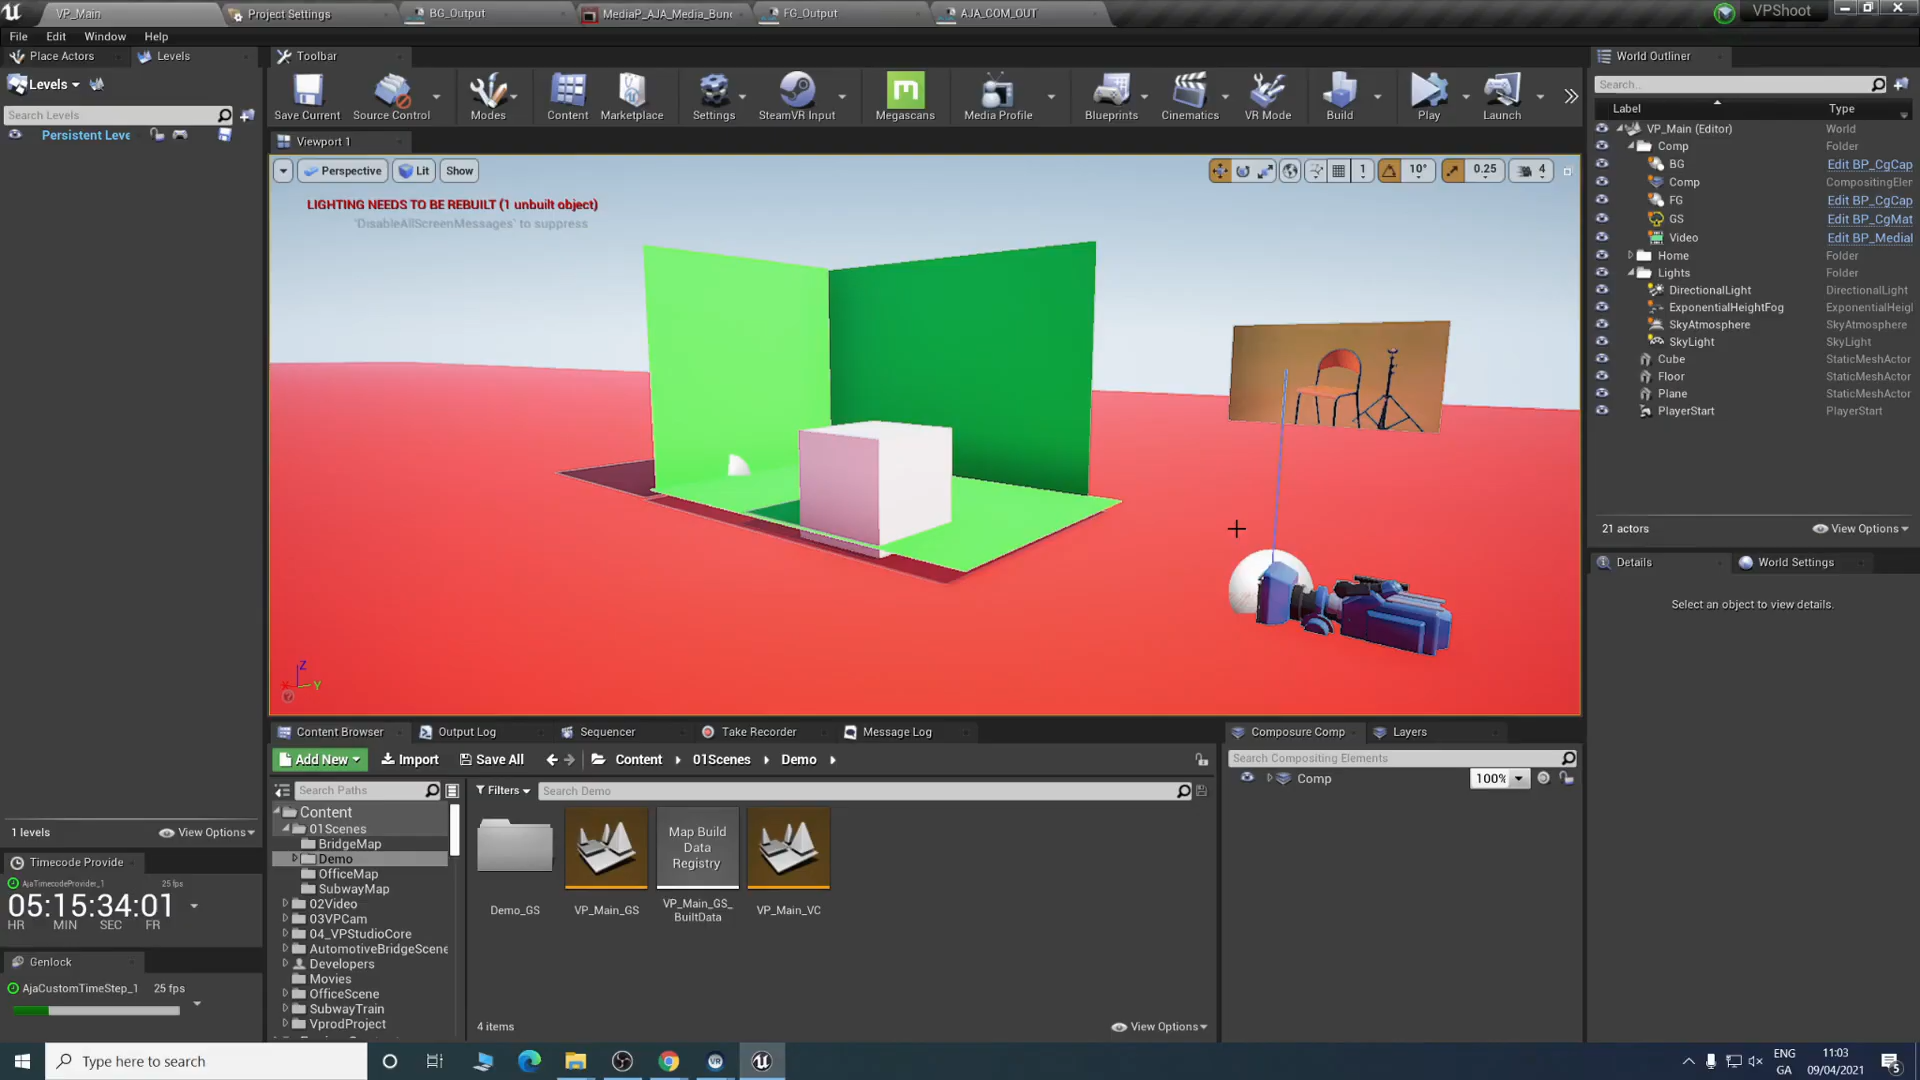 VP_Main
Project Settings
BG_Output
MediaP_AJA_Media_Bun
FG_Output
AJA_COM_OUT
VPShoot
File
Edit
Window
Help
Place Actors
Levels
Toolbar
World Outliner
Levels
Save Current
Source Control
Modes
Content
Marketplace
Settings
SteamVR Input
Megascans
Media Profile
Blueprints
Cinematics
VR Mode
Build
Play
Launch
Search...
Label
Type
Search Levels
Persistent Leve
Viewport 1
Perspective
Lit
Show
1
10°
0.25
4
LIGHTING NEEDS TO BE REBUILT (1 unbuilt object)
'DisableAllScreenMessages' to suppress
VP_Main (Editor) World
Comp Folder
BG Edit BP_CgCap
Comp CompositingElen
FG Edit BP_CgCap
GS Edit BP_CgMat
Video Edit BP_Medial
Home Folder
Lights Folder
DirectionalLight DirectionalLight
ExponentialHeightFog ExponentialHeigl
SkyAtmosphere SkyAtmosphere
SkyLight SkyLight
Cube StaticMeshActor
Floor StaticMeshActor
Plane StaticMeshActor
PlayerStart PlayerStart
21 actors
View Options
Details
World Settings
Select an object to view details.
Z
X
Y
Content Browser
Output Log
Sequencer
Take Recorder
Message Log
Composure Comp
Layers
Add New
Import
Save All
Content
01Scenes
Demo
Search Compositing Elements
Comp
100%
Search Paths
Filters
Search Demo
Content
01Scenes
BridgeMap
Demo
OfficeMap
SubwayMap
02Video
03VPCam
04_VPStudioCore
AutomotiveBridgeScene
Developers
Movies
OfficeScene
SubwayTrain
VprodProject
Map Build
Data
Registry
Demo_GS
VP_Main_GS
VP_Main_GS_
BuiltData
VP_Main_VC
4 items
View Options
1 levels
View Options
Timecode Provide
AjaTimecodeProvider_1
25 fps
05:15:34:01
HR MIN SEC FR
Genlock
AjaCustomTimeStep_1
25 fps
Type here to search
VR
ENG
GA
11:03
09/04/2021
5